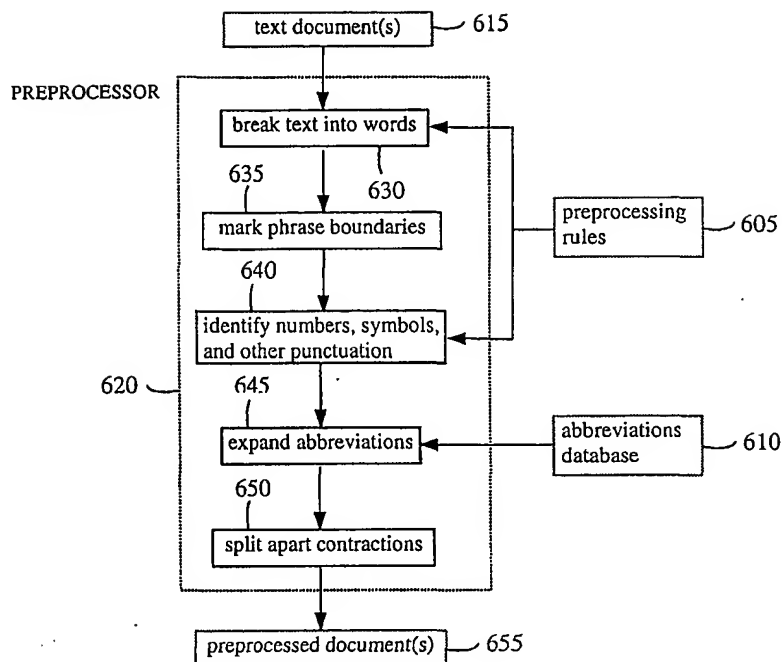 text document(s)
615
PREPROCESSOR
break text into words
630
635
mark phrase boundaries
preprocessing
rules
605
640
identify numbers, symbols,
and other punctuation
620
645
expand abbreviations
abbreviations
database
610
650
split apart contractions
preprocessed document(s)
655